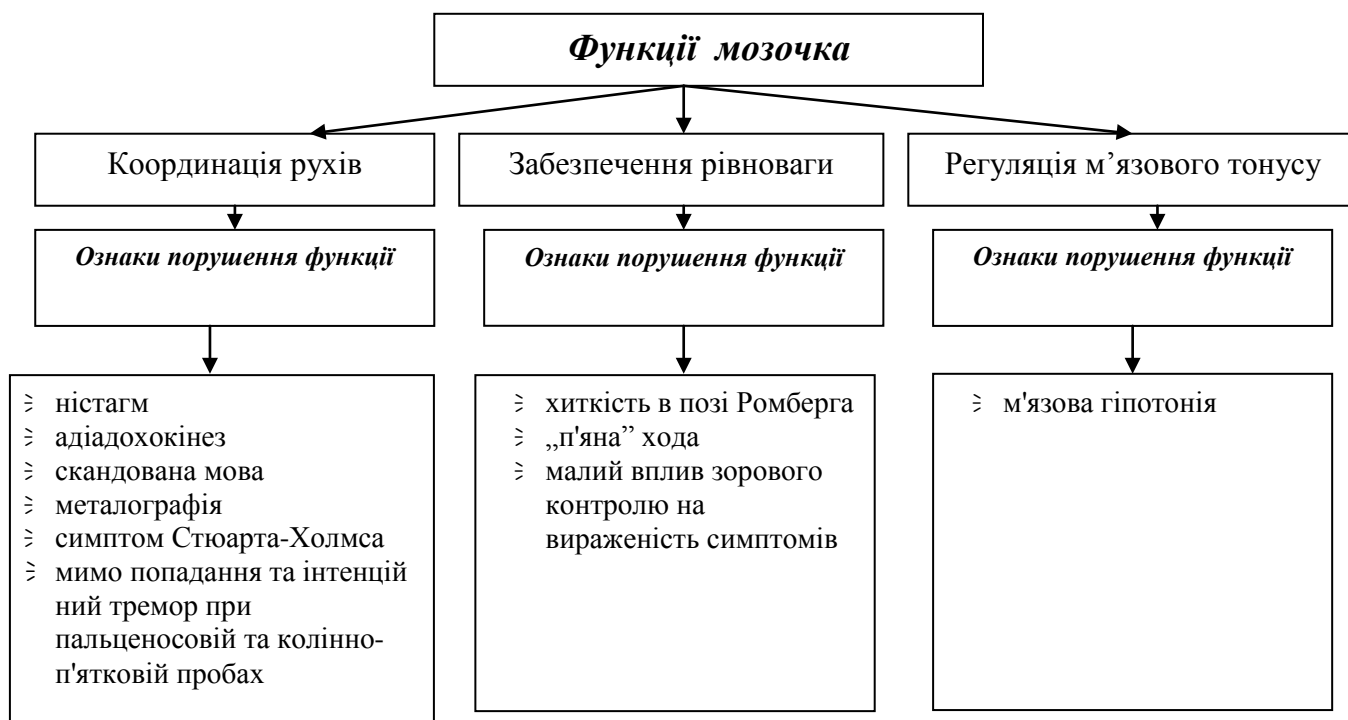 Функції мозочка
Координація рухів
Забезпечення рівноваги
Регуляція м’язового тонусу
Ознаки порушення функції
Ознаки порушення функції
Ознаки порушення функції
ністагм
адіадохокінез
скандована мова
металографія
симптом Стюарта-Холмса
мимо попадання та інтенцій
ний тремор при
пальценосовій та колінно-
п'ятковій пробах
хиткість в позі Ромберга
„п'яна” хода
малий вплив зорового
контролю на
вираженість симптомів
м'язова гіпотонія